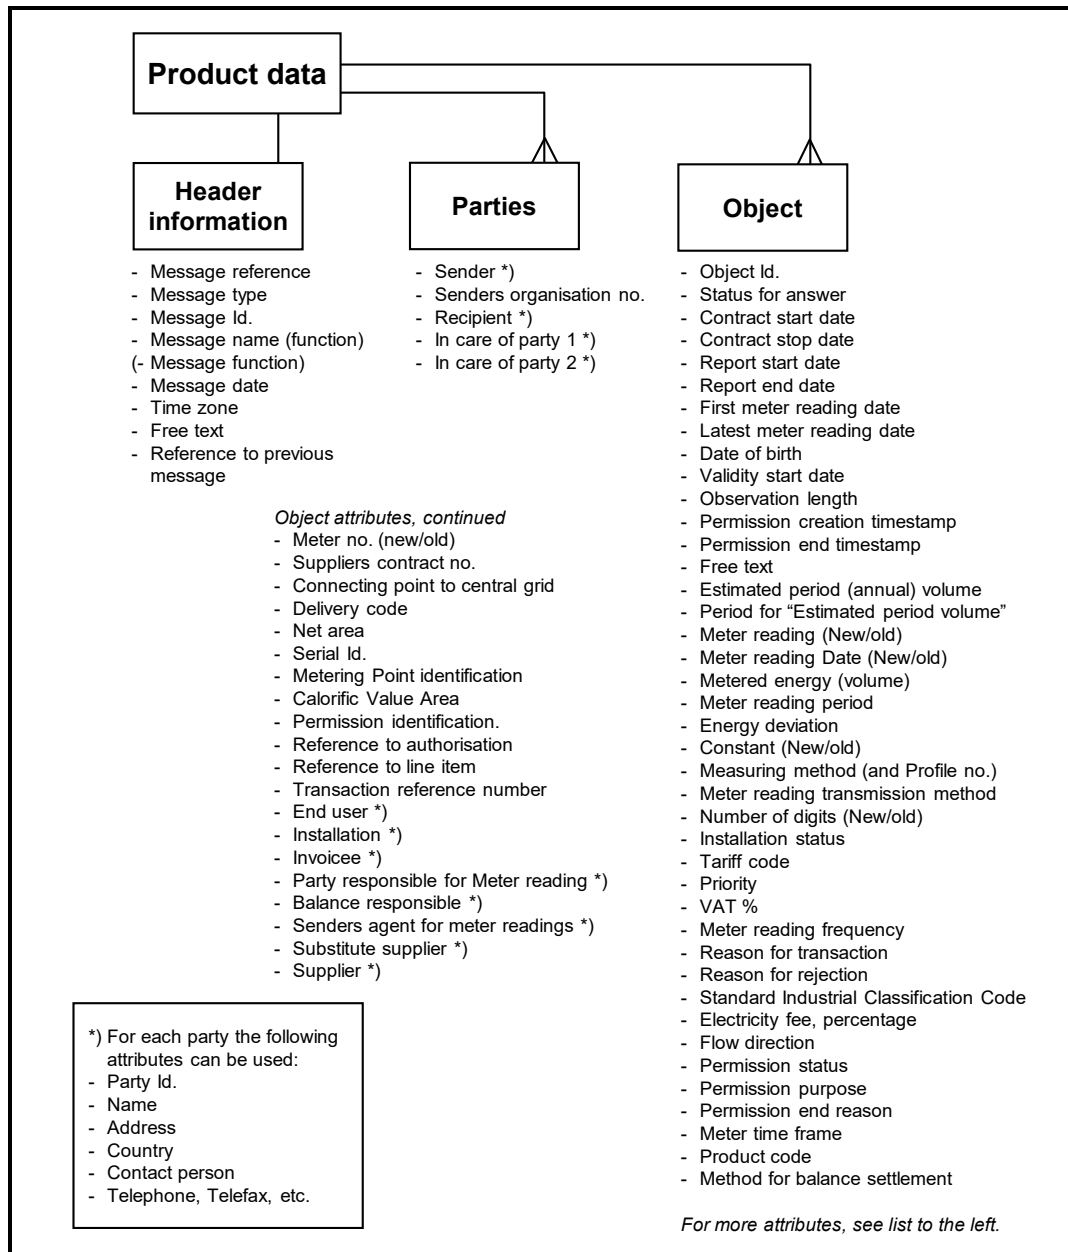 Product data
Header
information
- Message reference
- Message type
- Message Id.
- Message name (function)
(- Message function)
- Message date
- Time zone
- Free text
- Reference to previous
message
Parties
- Sender *)
- Senders organisation no.
- Recipient *)
- In care of party 1 *)
- In care of party 2 *)
Object
- Object Id.
- Status for answer
- Contract start date
- Contract stop date
- Report start date
- Report end date
- First meter reading date
- Latest meter reading date
- Date of birth
- Validity start date
- Observation length
- Permission creation timestamp
- Permission end timestamp
- Free text
- Estimated period (annual) volume
- Period for “Estimated period volume”
- Meter reading (New/old)
- Meter reading Date (New/old)
- Metered energy (volume)
- Meter reading period
- Energy deviation
- Constant (New/old)
- Measuring method (and Profile no.)
- Meter reading transmission method
- Number of digits (New/old)
- Installation status
- Tariff code
- Priority
- VAT %
- Meter reading frequency
- Reason for transaction
- Reason for rejection
- Standard Industrial Classification Code
- Electricity fee, percentage
- Flow direction
- Permission status
- Permission purpose
- Permission end reason
- Meter time frame
- Product code
- Method for balance settlement
For more attributes, see list to the left.
Object attributes, continued
- Meter no. (new/old)
- Suppliers contract no.
- Connecting point to central grid
- Delivery code
- Net area
- Serial Id.
- Metering Point identification
- Calorific Value Area
- Permission identification.
- Reference to authorisation
- Reference to line item
- Transaction reference number
- End user *)
- Installation *)
- Invoicee *)
- Party responsible for Meter reading *)
- Balance responsible *)
- Senders agent for meter readings *)
- Substitute supplier *)
- Supplier *)
*) For each party the following
attributes can be used:
- Party Id.
- Name
- Address
- Country
- Contact person
- Telephone, Telefax, etc.